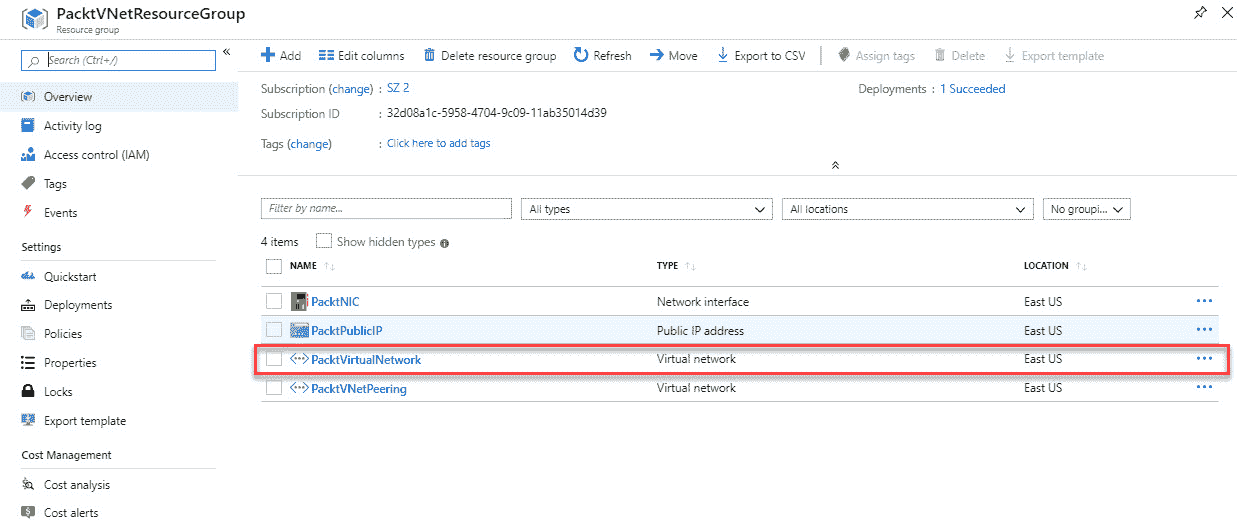 PacktVNetResourceGroup
Resource group
Search (Ctrl+/)
Overview
Activity log
Access control (IAM)
Tags
Events
Settings
Quickstart
Deployments
Policies
Properties
Locks
Export template
Cost Management
Cost analysis
Cost alerts
Add Edit columns Delete resource group Refresh Move Export to CSV Assign tags Delete Export template
Subscription (change) : SZ 2 Deployments : 1 Succeeded
Subscription ID : 32d08a1c-5958-4704-9c09-11ab35014d39
Tags (change) : Click here to add tags
Filter by name... All types All locations No groupi...
4 items Show hidden types
NAME TYPE LOCATION
PacktNIC Network interface East US
PacktPublicIP Public IP address East US
PacktVirtualNetwork Virtual network East US
PacktVNetPeering Virtual network East US